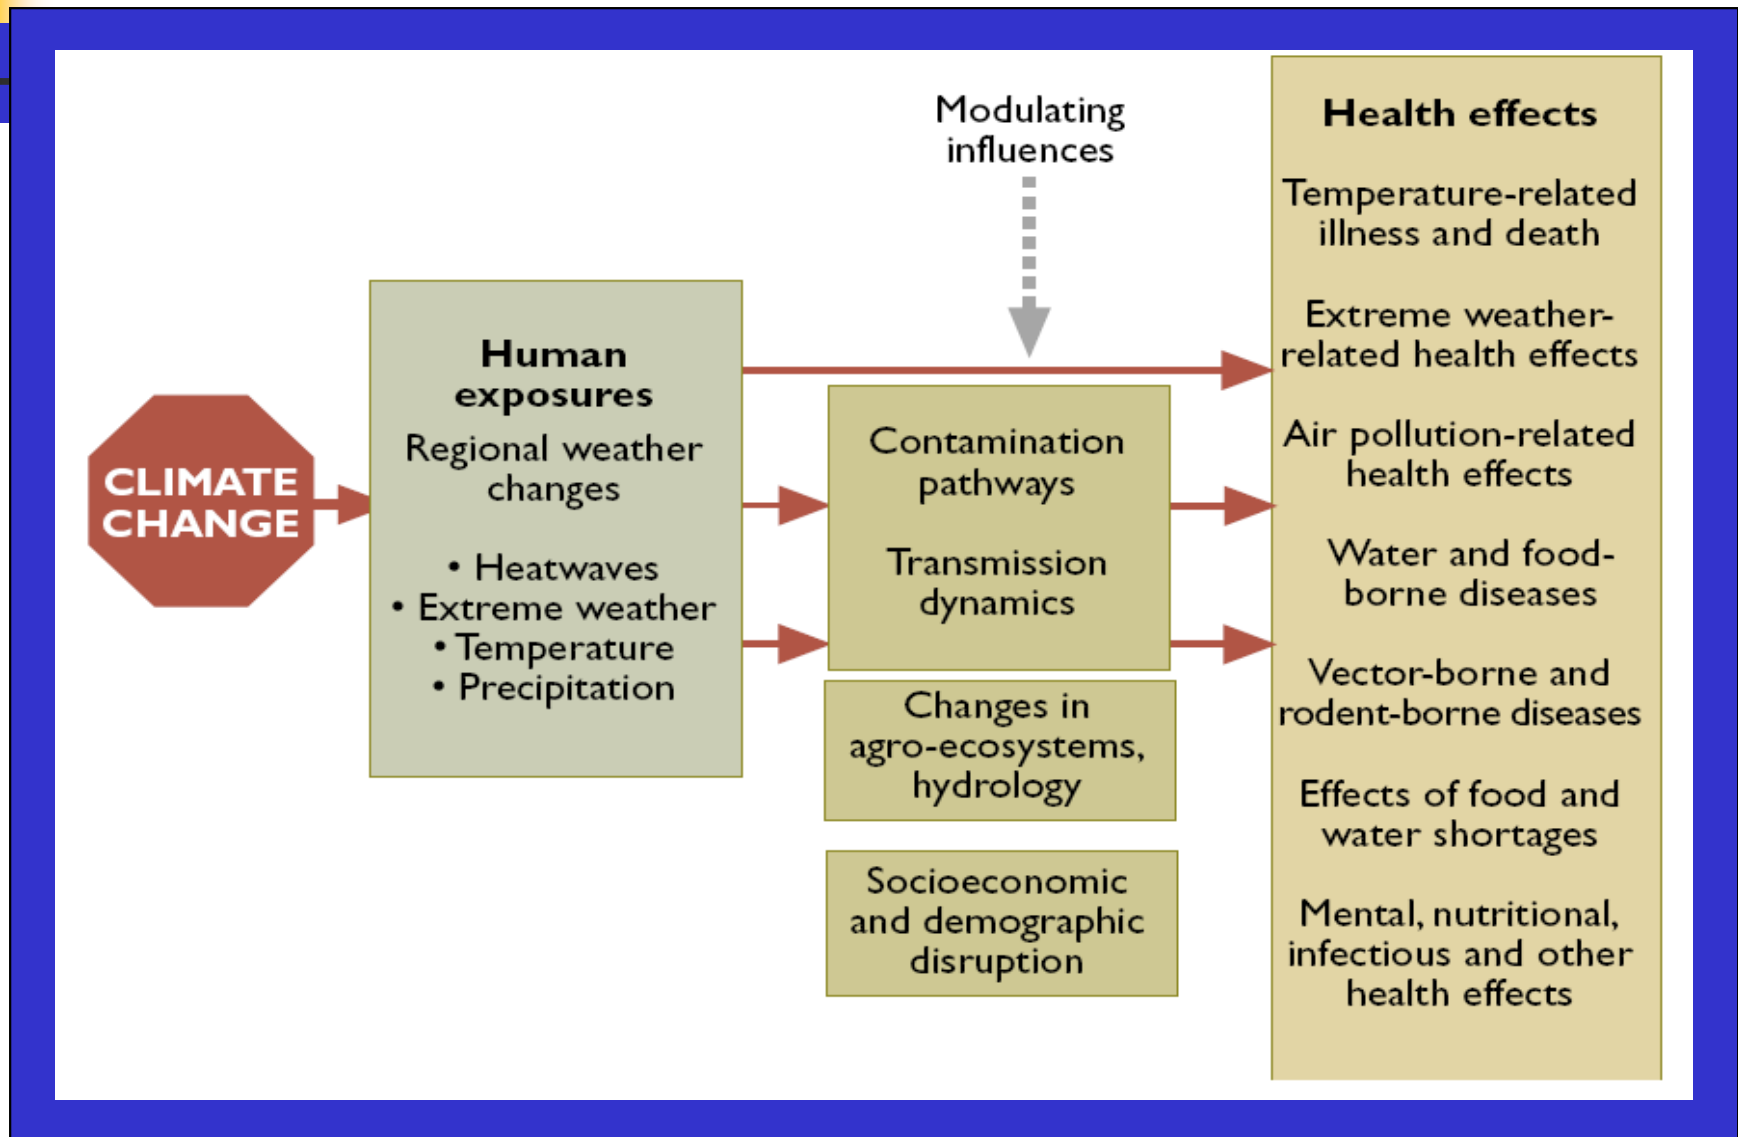 CLIMATE
CHANGE
Human
exposures
Regional weather
changes
• Heatwaves
• Extreme weather
• Temperature
• Precipitation
Modulating
influences
Contamination
pathways
Transmission
dynamics
Changes in
agro-ecosystems,
hydrology
Socioeconomic
and demographic
disruption
Health effects
Temperature-related
illness and death
Extreme weather-
related health effects
Air pollution-related
health effects
Water and food-
borne diseases
Vector-borne and
rodent-borne diseases
Effects of food and
water shortages
Mental, nutritional,
infectious and other
health effects